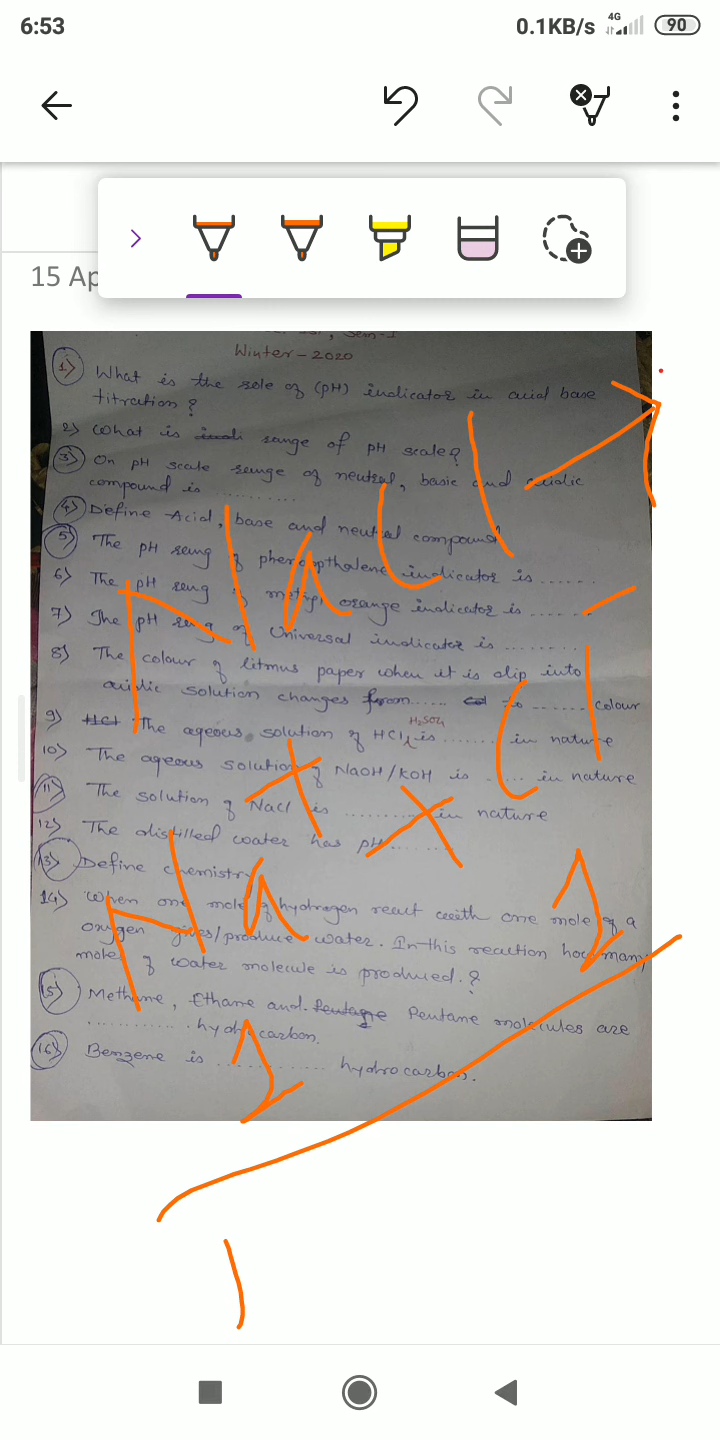 6:53
0.1KB/s 4G 90
15 Ap
Sem-I
Winter-2020
1) What is the role of (pH) indicator in acid base
titration?
2) What is range of pH scale?
3) On pH scale range of neutral, basic and acidic
compound is ............
4) Define Acid, base and neutral compound
5) The pH rang of phenopthalene indicator is ......
6) The pH rang of methyl orange indicator is ......
7) The pH rang of Universal indicator is ........
8) The colour of litmus paper when it is dip into
acidic solution changes from..... to ....... colour
9) The aqeous solution of HCl, H₂SO₄ is ....... in nature
10) The aqeous solution of NaOH/KOH is ..... in nature
11) The solution of NaCl is ........ in nature
12) The distilled water has pH........
13) Define chemistry
14) When one mole of hydrogen react with one mole of a
oxygen gives/produce water. In this reaction how many
mole of water molecule is produced.?
15) Methane, Ethane and Pentane molecules are
............ hydrocarbon.
16) Benzene is ............ hydrocarbon.